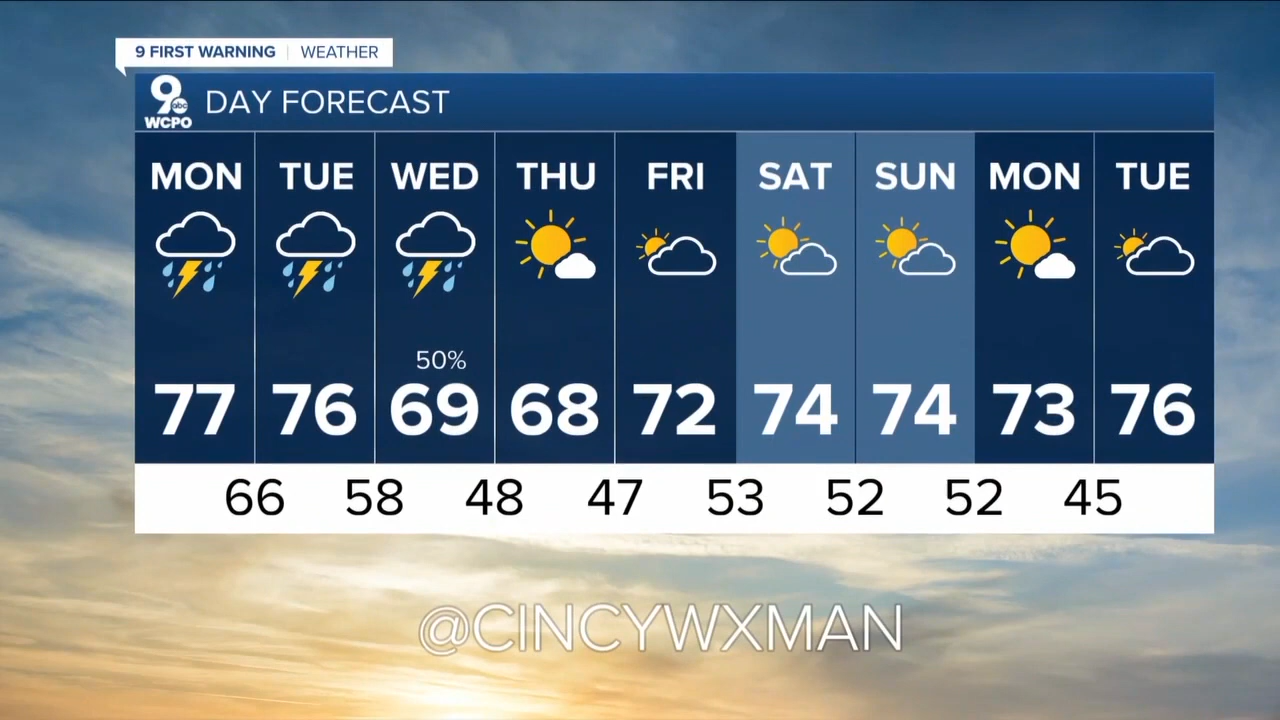 9 FIRST WARNING | WEATHER
9 abc WCPO DAY FORECAST
MON TUE WED THU FRI SAT SUN MON TUE
50%
77 76 69 68 72 74 74 73 76
66 58 48 47 53 52 52 45
@CINCYWXMAN